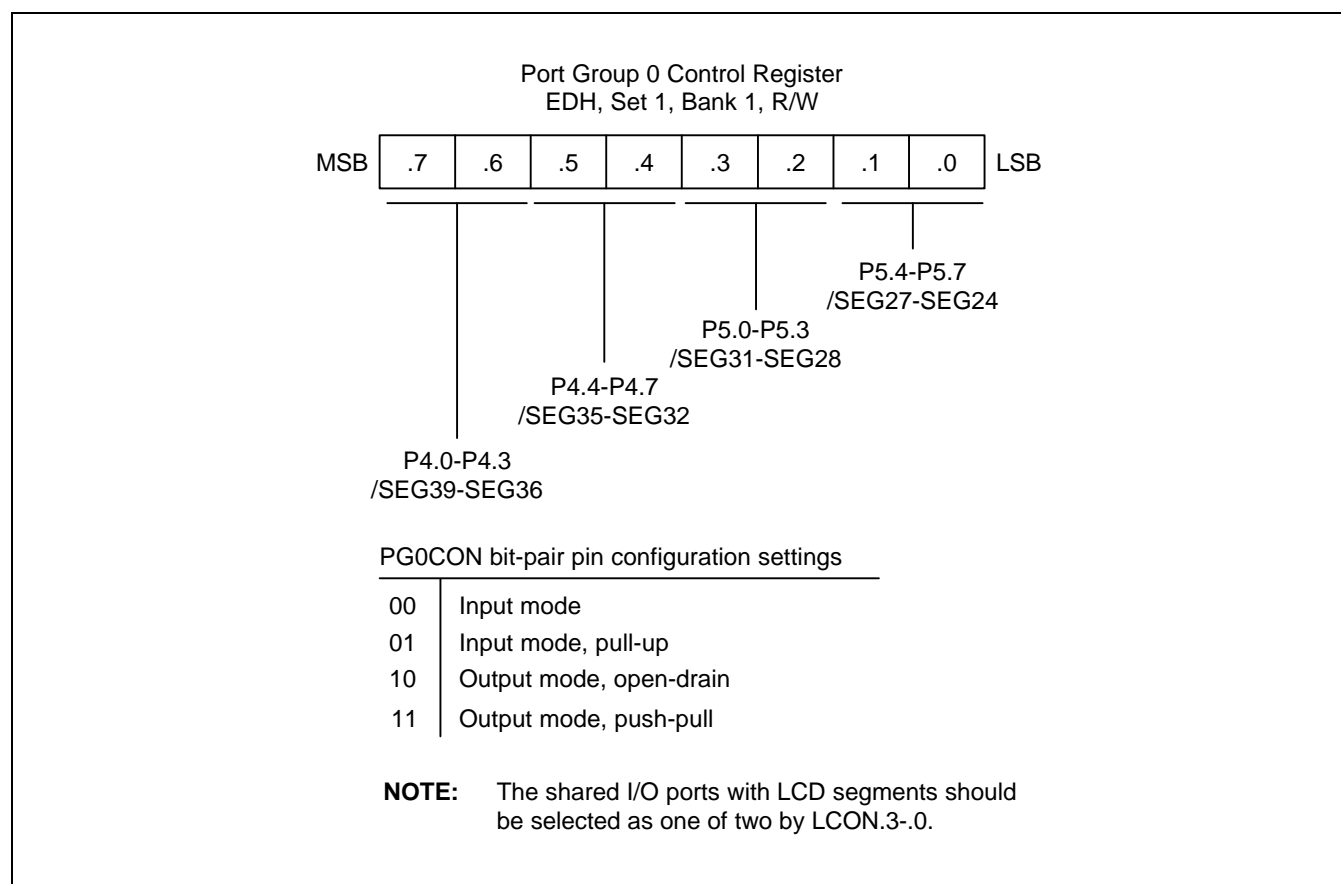 Port Group 0 Control Register
EDH, Set 1, Bank 1, R/W
MSB .7 .6 .5 .4 .3 .2 .1 .0 LSB
P5.4-P5.7
/SEG27-SEG24
P5.0-P5.3
/SEG31-SEG28
P4.4-P4.7
/SEG35-SEG32
P4.0-P4.3
/SEG39-SEG36
PG0CON bit-pair pin configuration settings
00 Input mode
01 Input mode, pull-up
10 Output mode, open-drain
11 Output mode, push-pull
NOTE: The shared I/O ports with LCD segments should
be selected as one of two by LCON.3-.0.